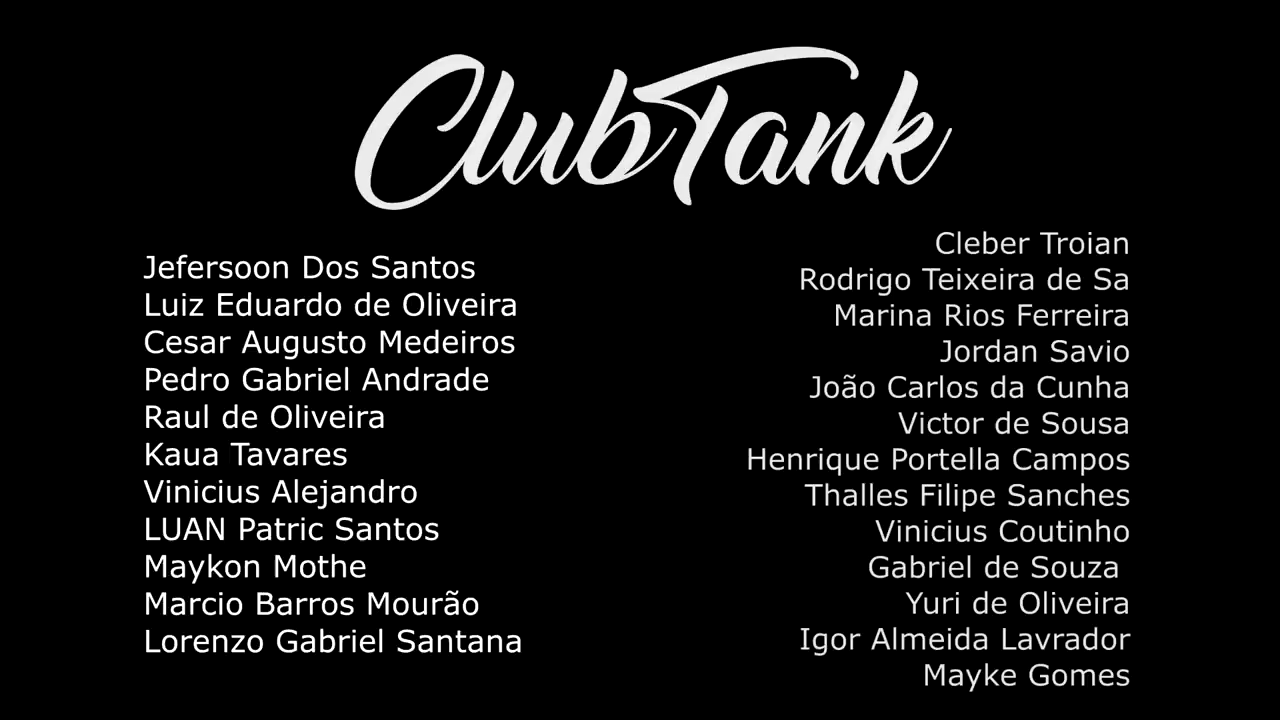 ClubTank
Jefersoon Dos Santos
Luiz Eduardo de Oliveira
Cesar Augusto Medeiros
Pedro Gabriel Andrade
Raul de Oliveira
Kaua Tavares
Vinicius Alejandro
LUAN Patric Santos
Maykon Mothe
Marcio Barros Mourão
Lorenzo Gabriel Santana
Cleber Troian
Rodrigo Teixeira de Sa
Marina Rios Ferreira
Jordan Savio
João Carlos da Cunha
Victor de Sousa
Henrique Portella Campos
Thalles Filipe Sanches
Vinicius Coutinho
Gabriel de Souza
Yuri de Oliveira
Igor Almeida Lavrador
Mayke Gomes